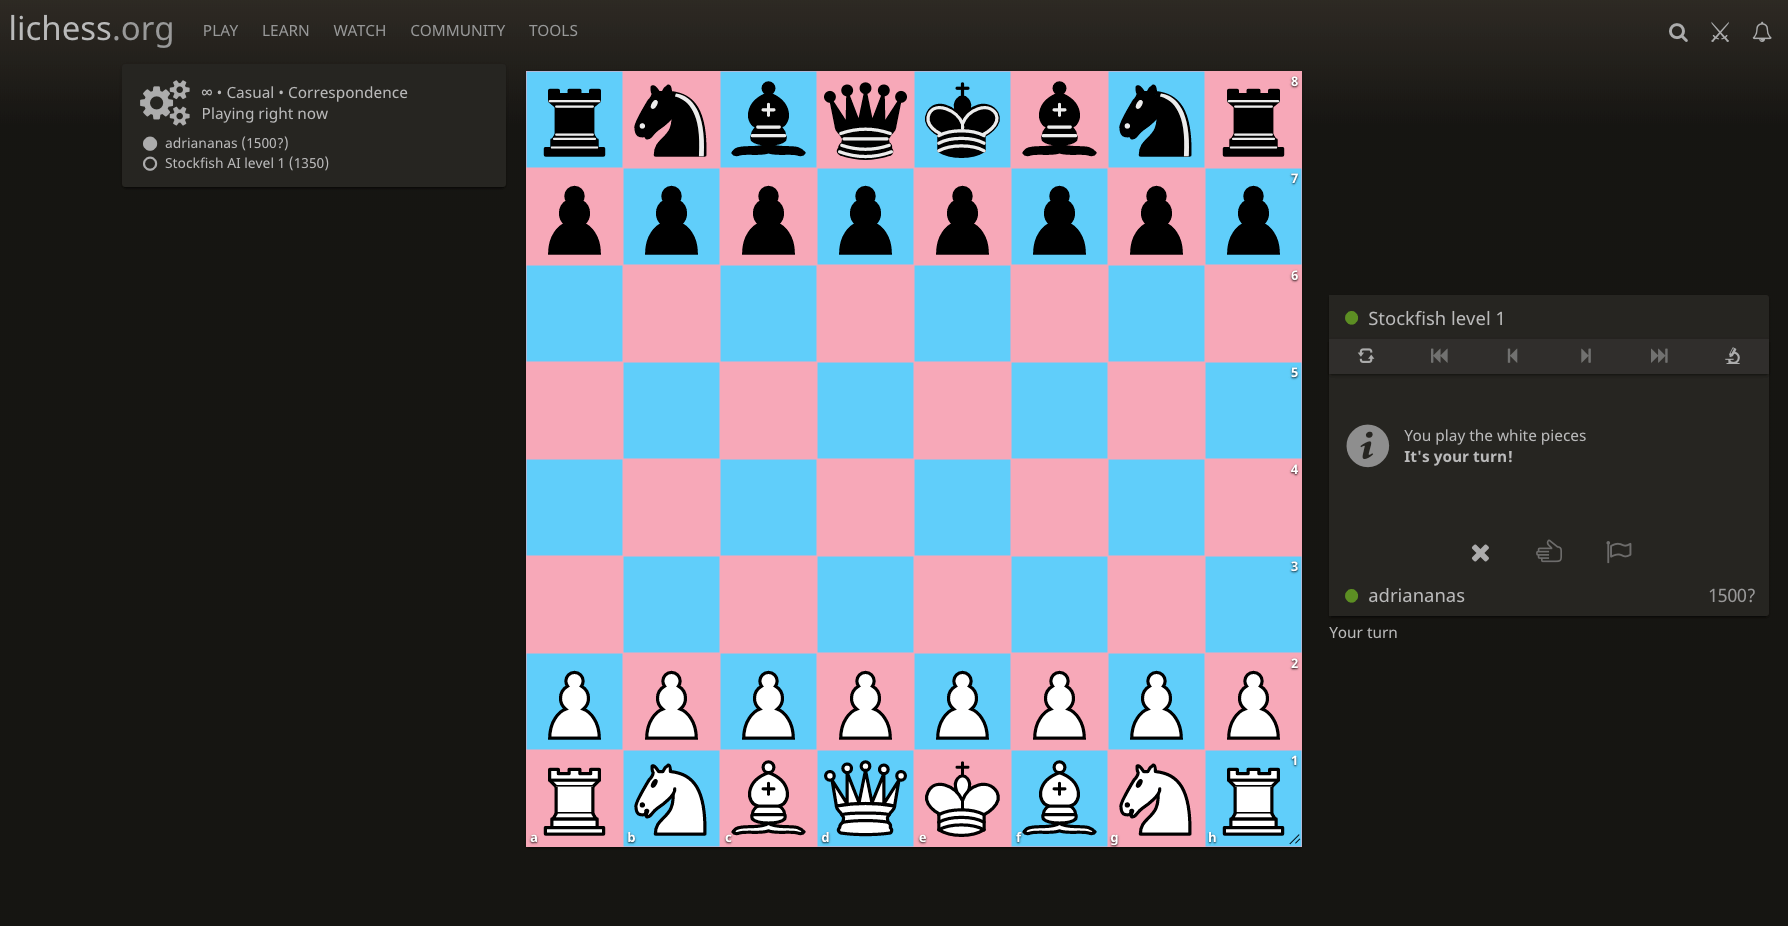 lichess.org PLAY LEARN WATCH COMMUNITY TOOLS
∞ • Casual • Correspondence
Playing right now
adriananas (1500?)
Stockfish AI level 1 (1350)
8
7
6
5
4
3
2
1
a b c d e f g h
Stockfish level 1
You play the white pieces
It's your turn!
adriananas 1500?
Your turn